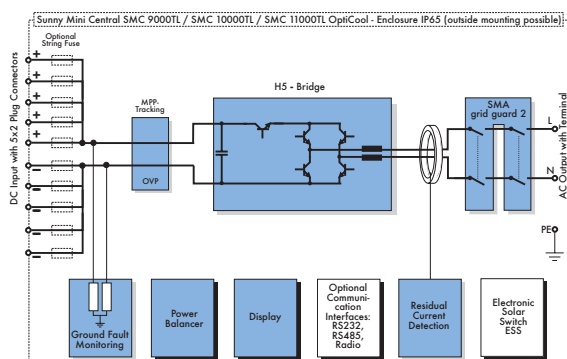 Sunny Mini Central SMC 9000TL / SMC 10000TL / SMC 11000TL OptiCool - Enclosure IP65 (outside mounting possible)
Optional
String Fuse
DC Input with 5x2 Plug Connectors
+
+
+
+
+
–
–
–
–
–
MPP-
Tracking
OVP
H5 - Bridge
SMA
grid guard 2
L
N
PE
AC Output with Terminal
Ground Fault
Monitoring
Power
Balancer
Display
Optional
Communi-
cation
Interfaces:
RS232,
RS485,
Radio
Residual
Current
Detection
Electronic
Solar
Switch
ESS